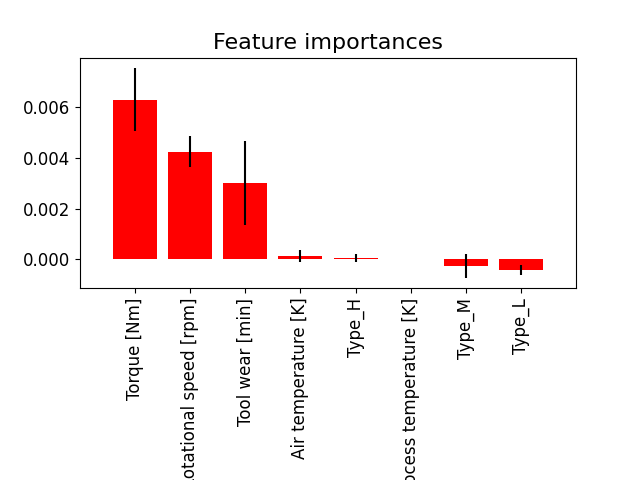 Feature importances
0.006
0.004
0.002
0.000
Torque [Nm]
otational speed [rpm]
Tool wear [min]
Air temperature [K]
Type_H
ocess temperature [K]
Type_M
Type_L